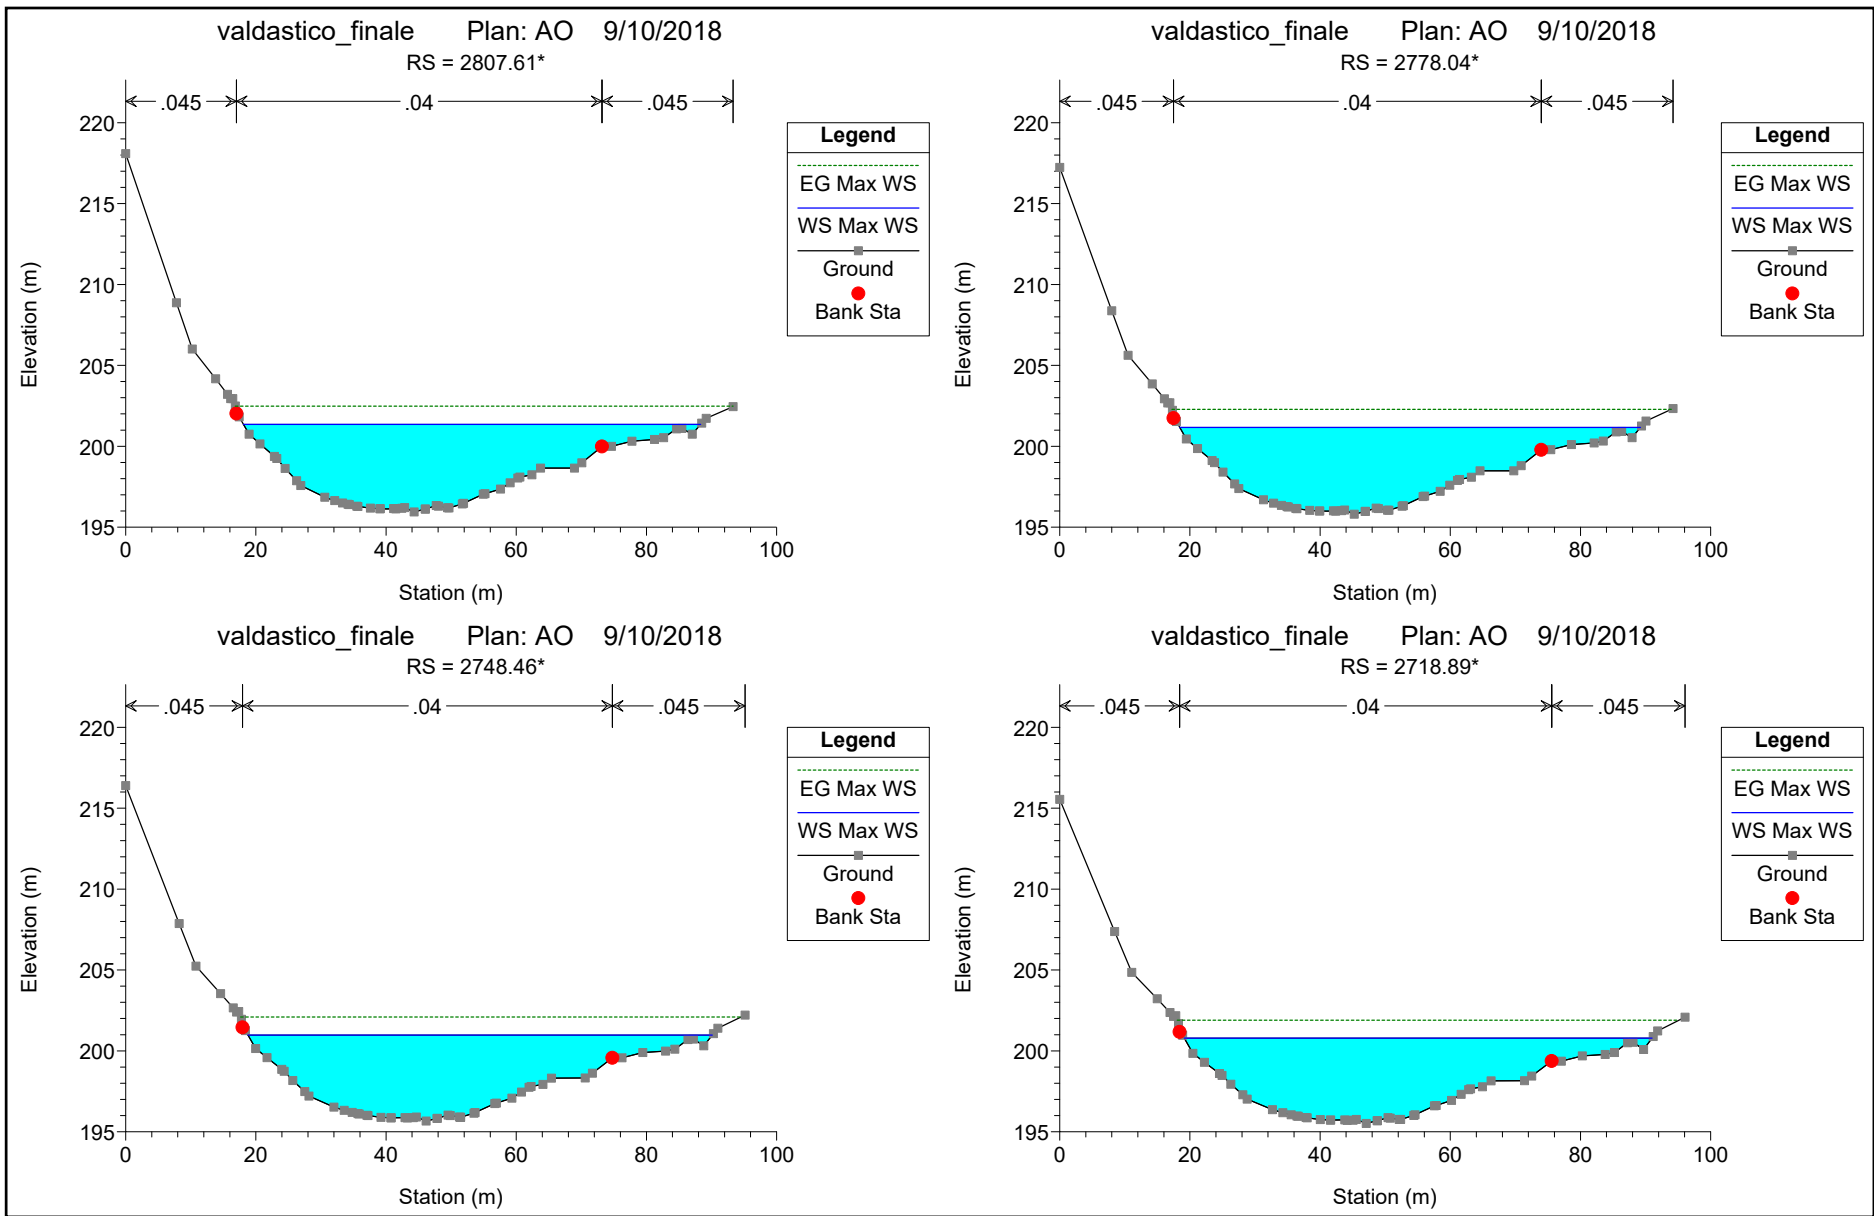 valdastico_finale Plan: AO 9/10/2018
RS = 2807.61*
.045 .04 .045
220
215
210
205
200
195
Elevation (m)
0 20 40 60 80 100
Station (m)
Legend
EG Max WS
WS Max WS
Ground
Bank Sta
valdastico_finale Plan: AO 9/10/2018
RS = 2778.04*
.045 .04 .045
220
215
210
205
200
195
Elevation (m)
0 20 40 60 80 100
Station (m)
Legend
EG Max WS
WS Max WS
Ground
Bank Sta
valdastico_finale Plan: AO 9/10/2018
RS = 2748.46*
.045 .04 .045
220
215
210
205
200
195
Elevation (m)
0 20 40 60 80 100
Station (m)
Legend
EG Max WS
WS Max WS
Ground
Bank Sta
valdastico_finale Plan: AO 9/10/2018
RS = 2718.89*
.045 .04 .045
220
215
210
205
200
195
Elevation (m)
0 20 40 60 80 100
Station (m)
Legend
EG Max WS
WS Max WS
Ground
Bank Sta